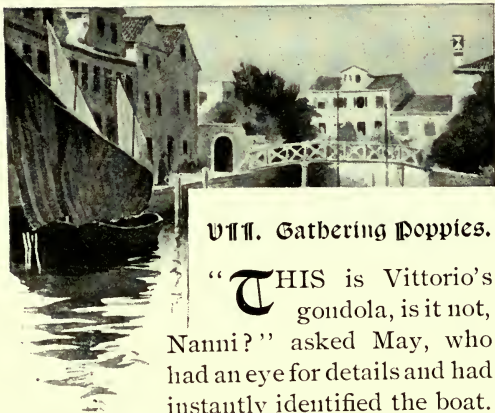 VII. Gathering Poppies.
"THIS is Vittorio's
gondola, is it not,
Nanni?" asked May, who
had an eye for details and had
instantly identified the boat.